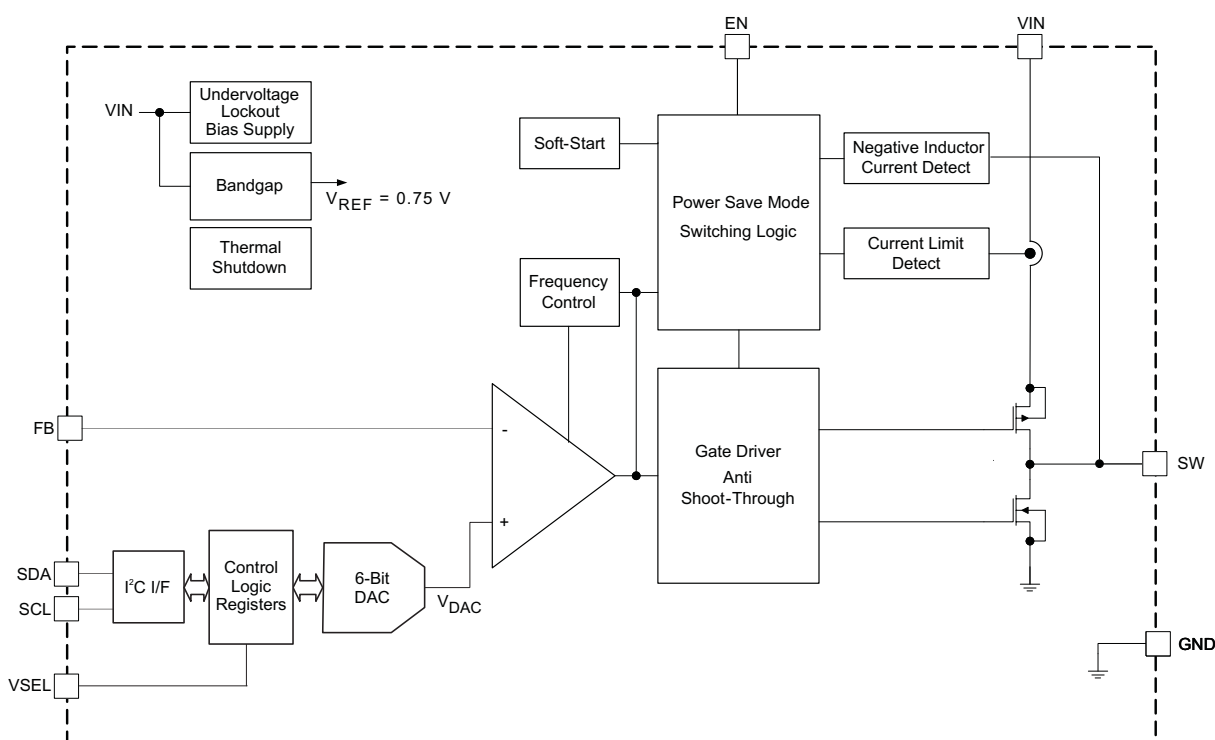 EN
VIN
VIN
Undervoltage
Lockout
Bias Supply
Bandgap
V_REF = 0.75 V
Thermal
Shutdown
Soft-Start
Power Save Mode
Switching Logic
Negative Inductor
Current Detect
Current Limit
Detect
Frequency
Control
FB
-
+
Gate Driver
Anti
Shoot-Through
SW
SDA
SCL
I²C I/F
Control
Logic
Registers
6-Bit
DAC
V_DAC
VSEL
GND